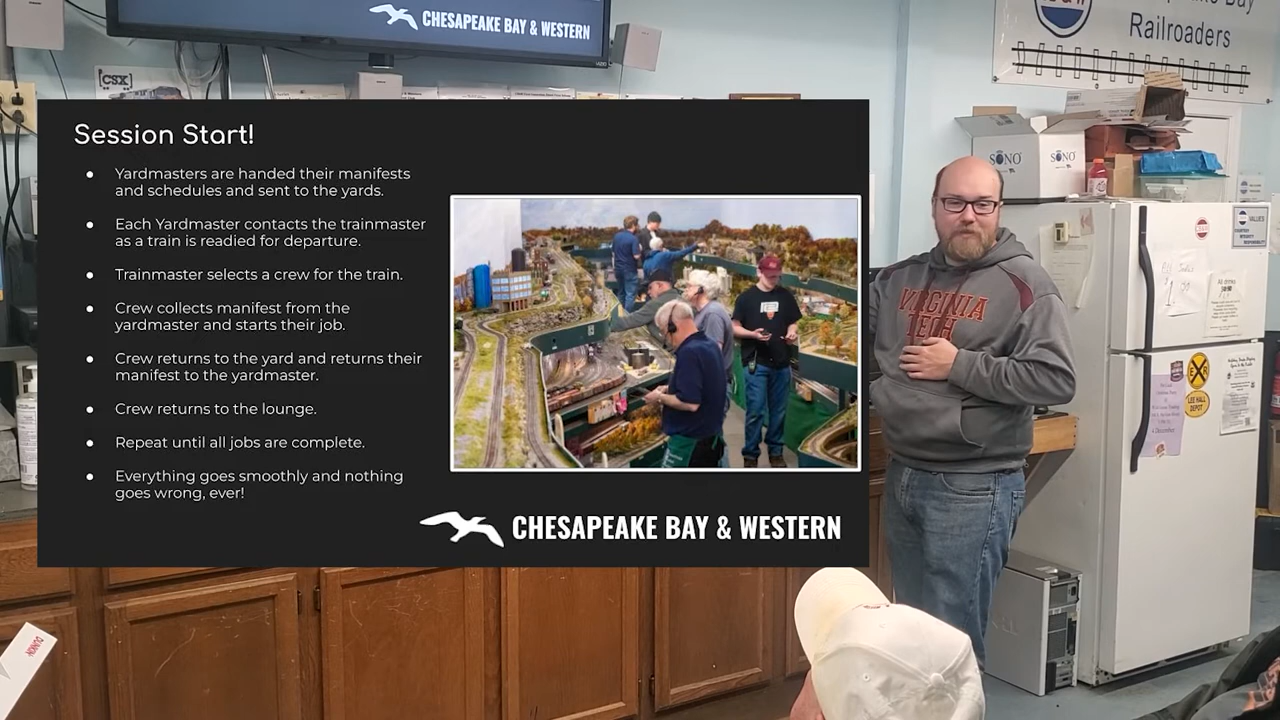 CHESAPEAKE BAY & WESTERN
Railroaders
CSX
Session Start!
Yardmasters are handed their manifests
and schedules and sent to the yards.
Each Yardmaster contacts the trainmaster
as a train is readied for departure.
Trainmaster selects a crew for the train.
Crew collects manifest from the
yardmaster and starts their job.
Crew returns to the yard and returns their
manifest to the yardmaster.
Crew returns to the lounge.
Repeat until all jobs are complete.
Everything goes smoothly and nothing
goes wrong, ever!
CHESAPEAKE BAY & WESTERN
SONO
SONO
VIRGINIA
TECH
VALUES
LEE HALL
DEPOT